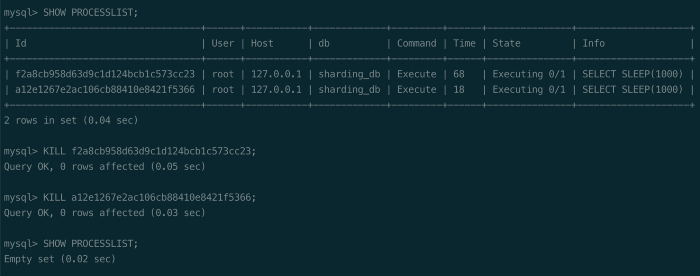 mysql> SHOW PROCESSLIST;
+----------------------------------+------+-----------+-------------+---------+------+---------------+--------------------+
| Id | User | Host | db | Command | Time | State | Info |
+----------------------------------+------+-----------+-------------+---------+------+---------------+--------------------+
| f2a8cb958d63d9c1d124bcb1c573cc23 | root | 127.0.0.1 | sharding_db | Execute | 68 | Executing 0/1 | SELECT SLEEP(1000) |
| a12e1267e2ac106cb88410e8421f5366 | root | 127.0.0.1 | sharding_db | Execute | 18 | Executing 0/1 | SELECT SLEEP(1000) |
+----------------------------------+------+-----------+-------------+---------+------+---------------+--------------------+
2 rows in set (0.04 sec)
mysql> KILL f2a8cb958d63d9c1d124bcb1c573cc23;
Query OK, 0 rows affected (0.05 sec)
mysql> KILL a12e1267e2ac106cb88410e8421f5366;
Query OK, 0 rows affected (0.03 sec)
mysql> SHOW PROCESSLIST;
Empty set (0.02 sec)